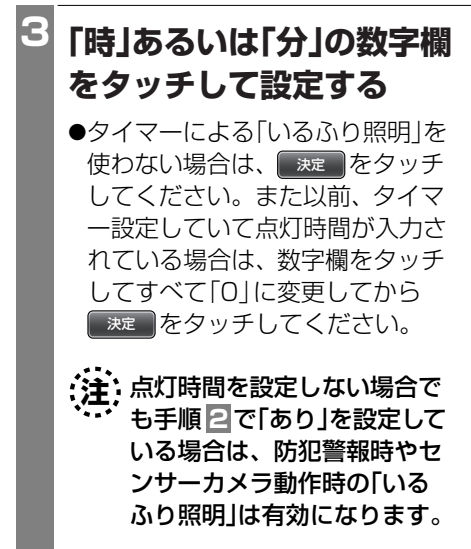 3 「時」あるいは「分」の数字欄
をタッチして設定する
●タイマーによる「いるふり照明」を
使わない場合は、 決定 をタッチ
してください。また以前、タイマ
ー設定していて点灯時間が入力さ
れている場合は、数字欄をタッチ
してすべて「0」に変更してから
決定 をタッチしてください。
注 点灯時間を設定しない場合で
も手順 2 で「あり」を設定して
いる場合は、防犯警報時やセ
ンサーカメラ動作時の「いる
ふり照明」は有効になります。